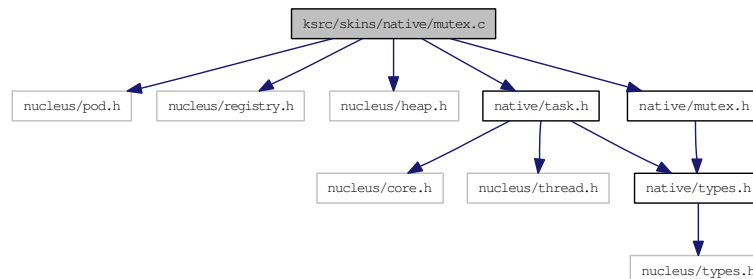 ksrc/skins/native/mutex.c
nucleus/pod.h
nucleus/registry.h
nucleus/heap.h
native/task.h
native/mutex.h
nucleus/core.h
nucleus/thread.h
native/types.h
nucleus/types.h